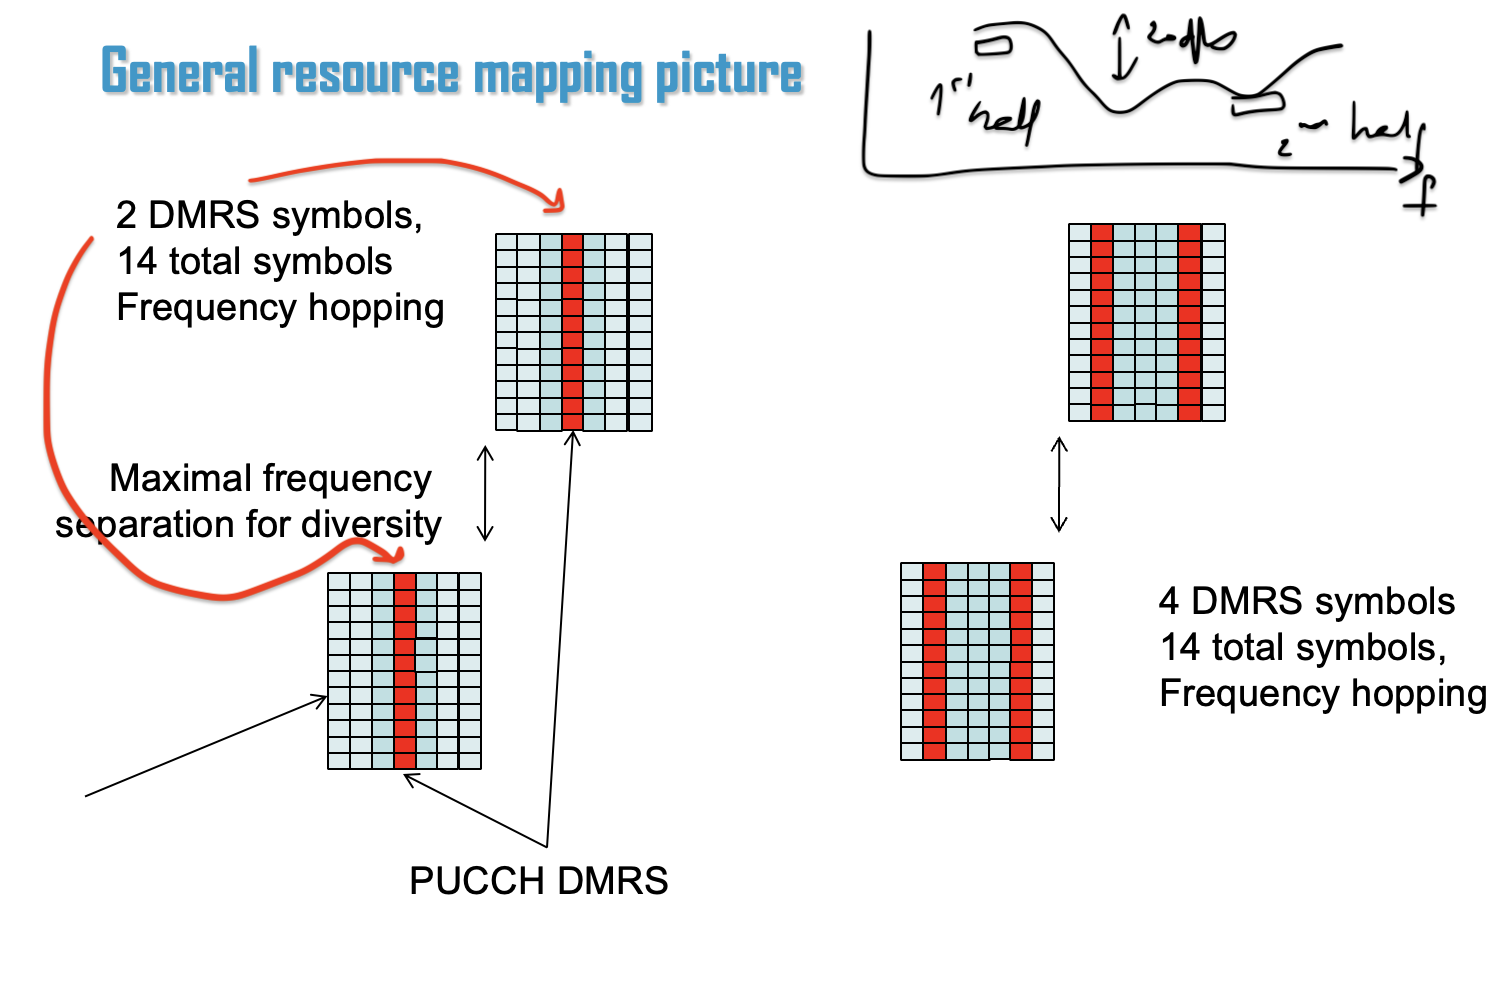 General resource mapping picture
1st half
2nd half
f
2 DMRS symbols,
14 total symbols
Frequency hopping
Maximal frequency
separation for diversity
4 DMRS symbols
14 total symbols,
Frequency hopping
PUCCH DMRS